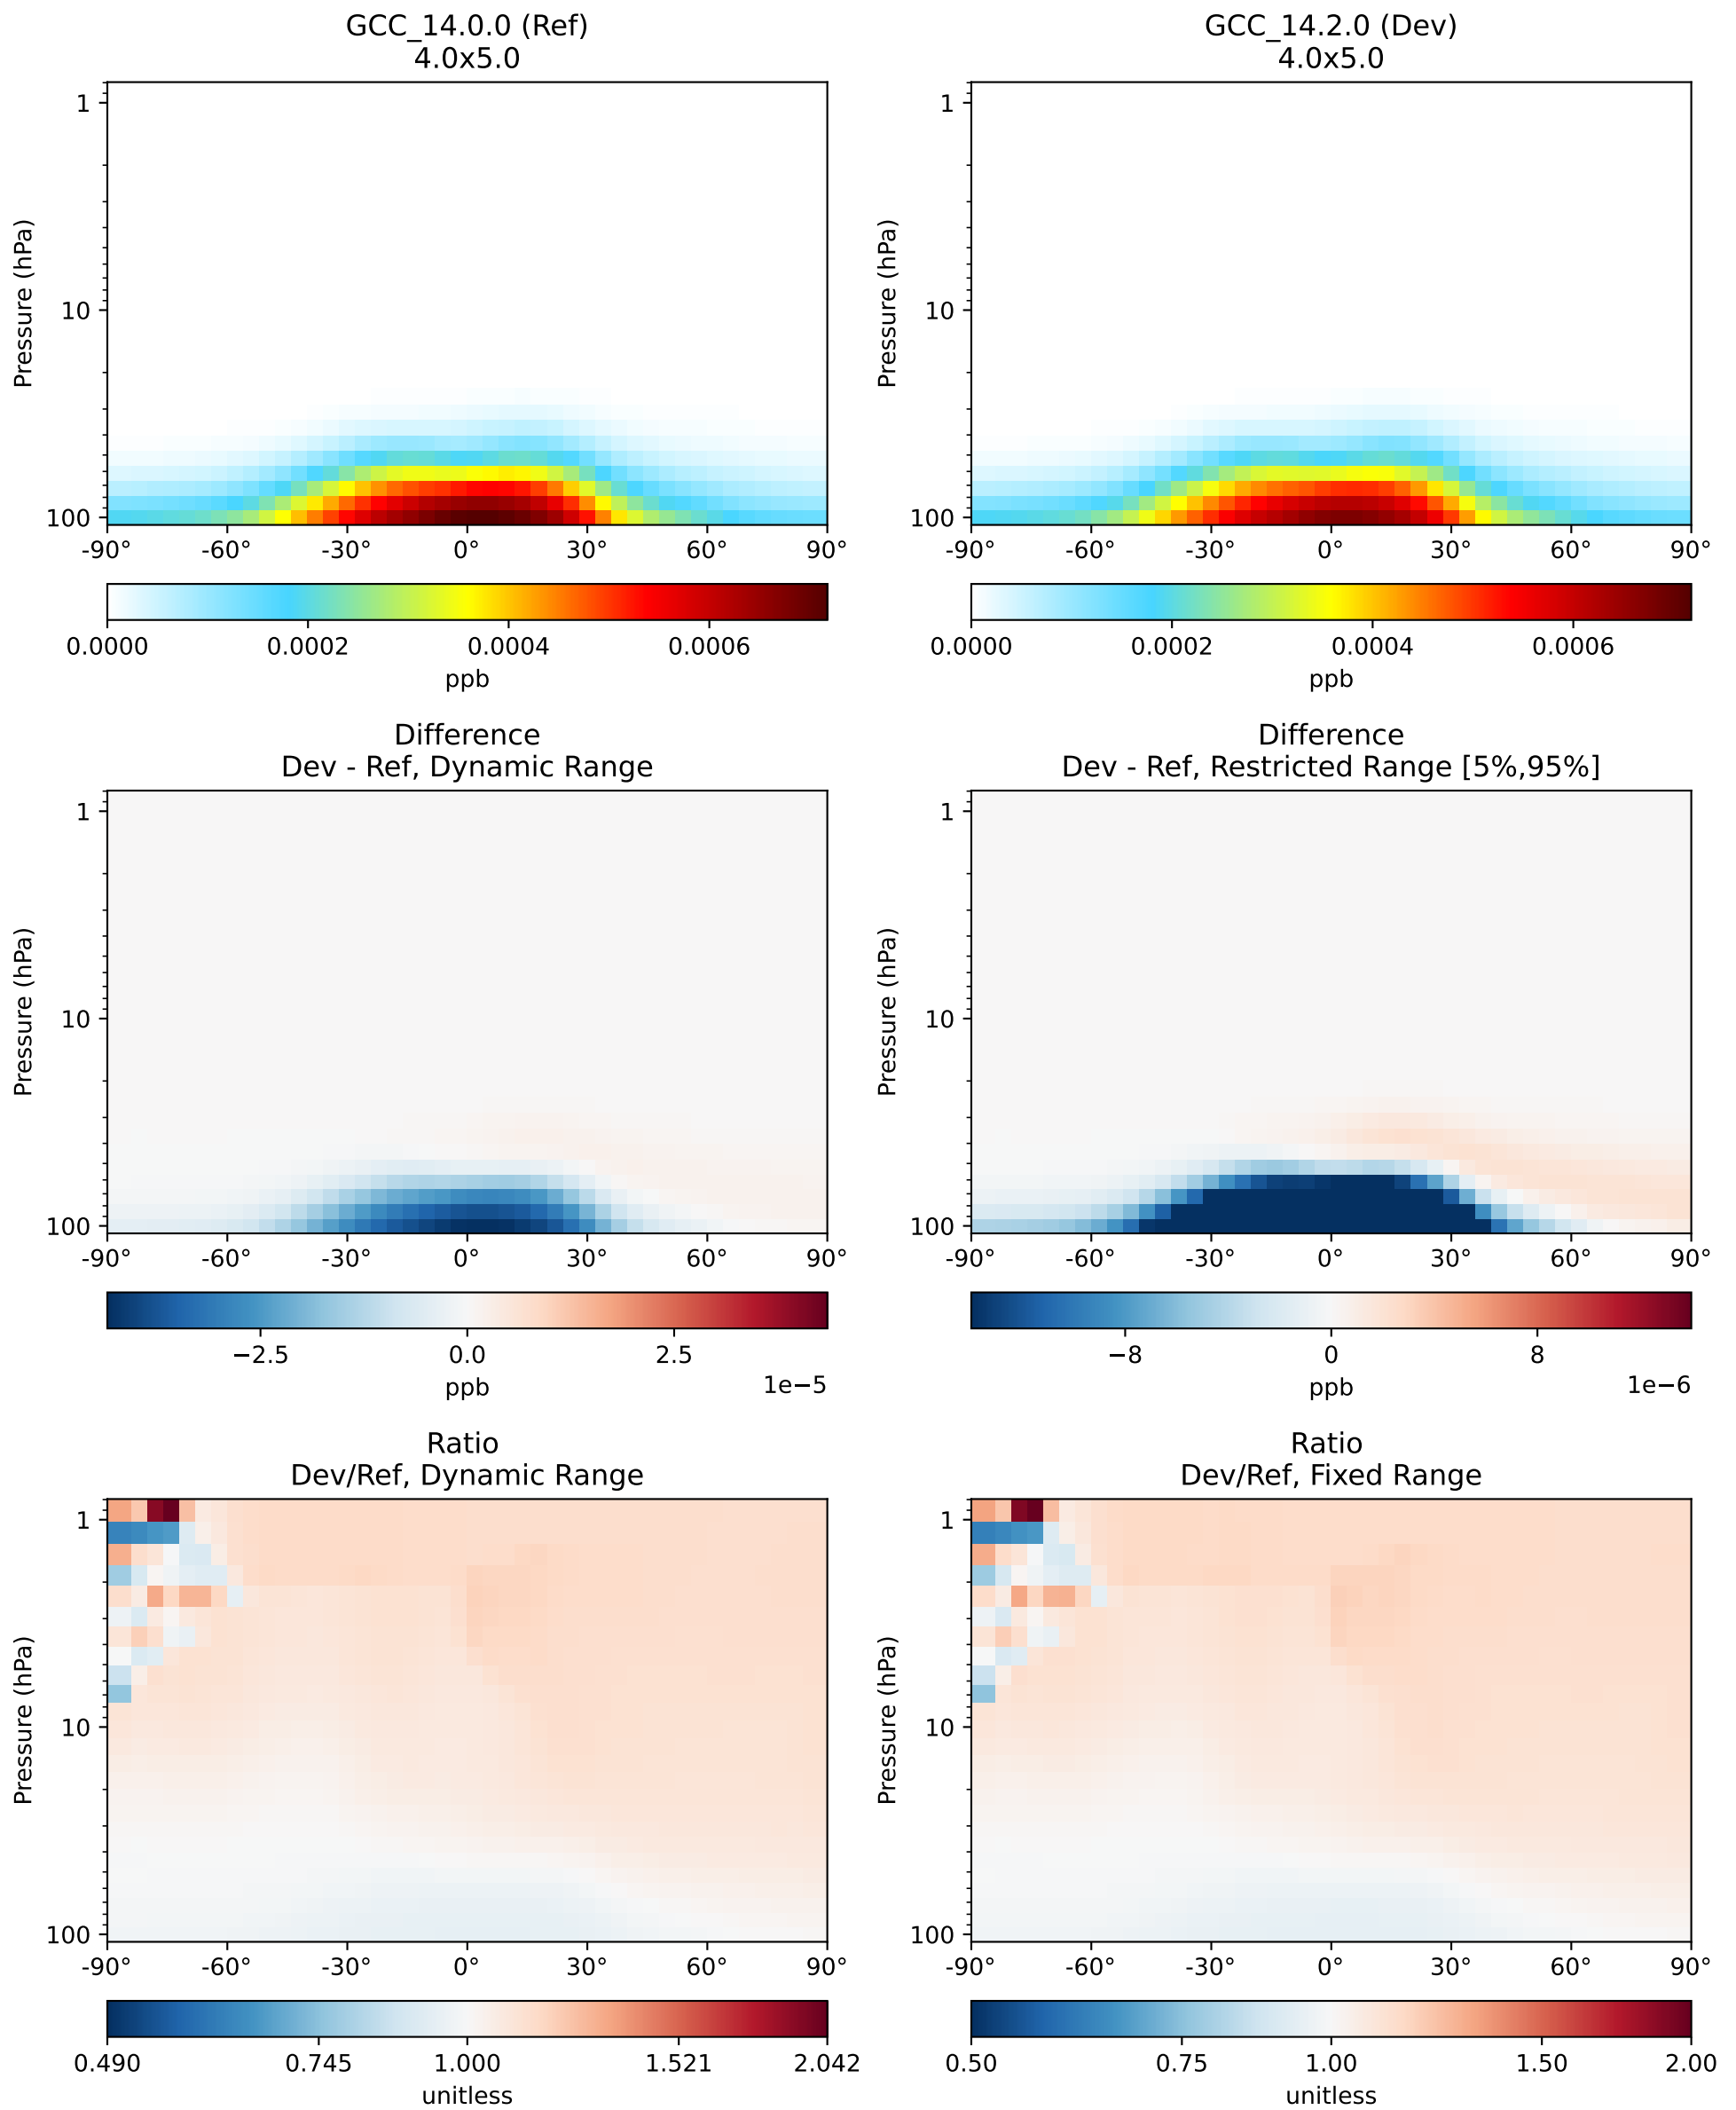 GCC_14.0.0 (Ref)
4.0x5.0
Pressure (hPa)
1
10
100
-90° -60° -30° 0° 30° 60° 90°
0.0000 0.0002 0.0004 0.0006
ppb
GCC_14.2.0 (Dev)
4.0x5.0
Pressure (hPa)
1
10
100
-90° -60° -30° 0° 30° 60° 90°
0.0000 0.0002 0.0004 0.0006
ppb
Difference
Dev - Ref, Dynamic Range
Pressure (hPa)
1
10
100
-90° -60° -30° 0° 30° 60° 90°
−2.5 0.0 2.5
ppb
1e−5
Difference
Dev - Ref, Restricted Range [5%,95%]
Pressure (hPa)
1
10
100
-90° -60° -30° 0° 30° 60° 90°
−8 0 8
ppb
1e−6
Ratio
Dev/Ref, Dynamic Range
Pressure (hPa)
1
10
100
-90° -60° -30° 0° 30° 60° 90°
0.490 0.745 1.000 1.521 2.042
unitless
Ratio
Dev/Ref, Fixed Range
Pressure (hPa)
1
10
100
-90° -60° -30° 0° 30° 60° 90°
0.50 0.75 1.00 1.50 2.00
unitless